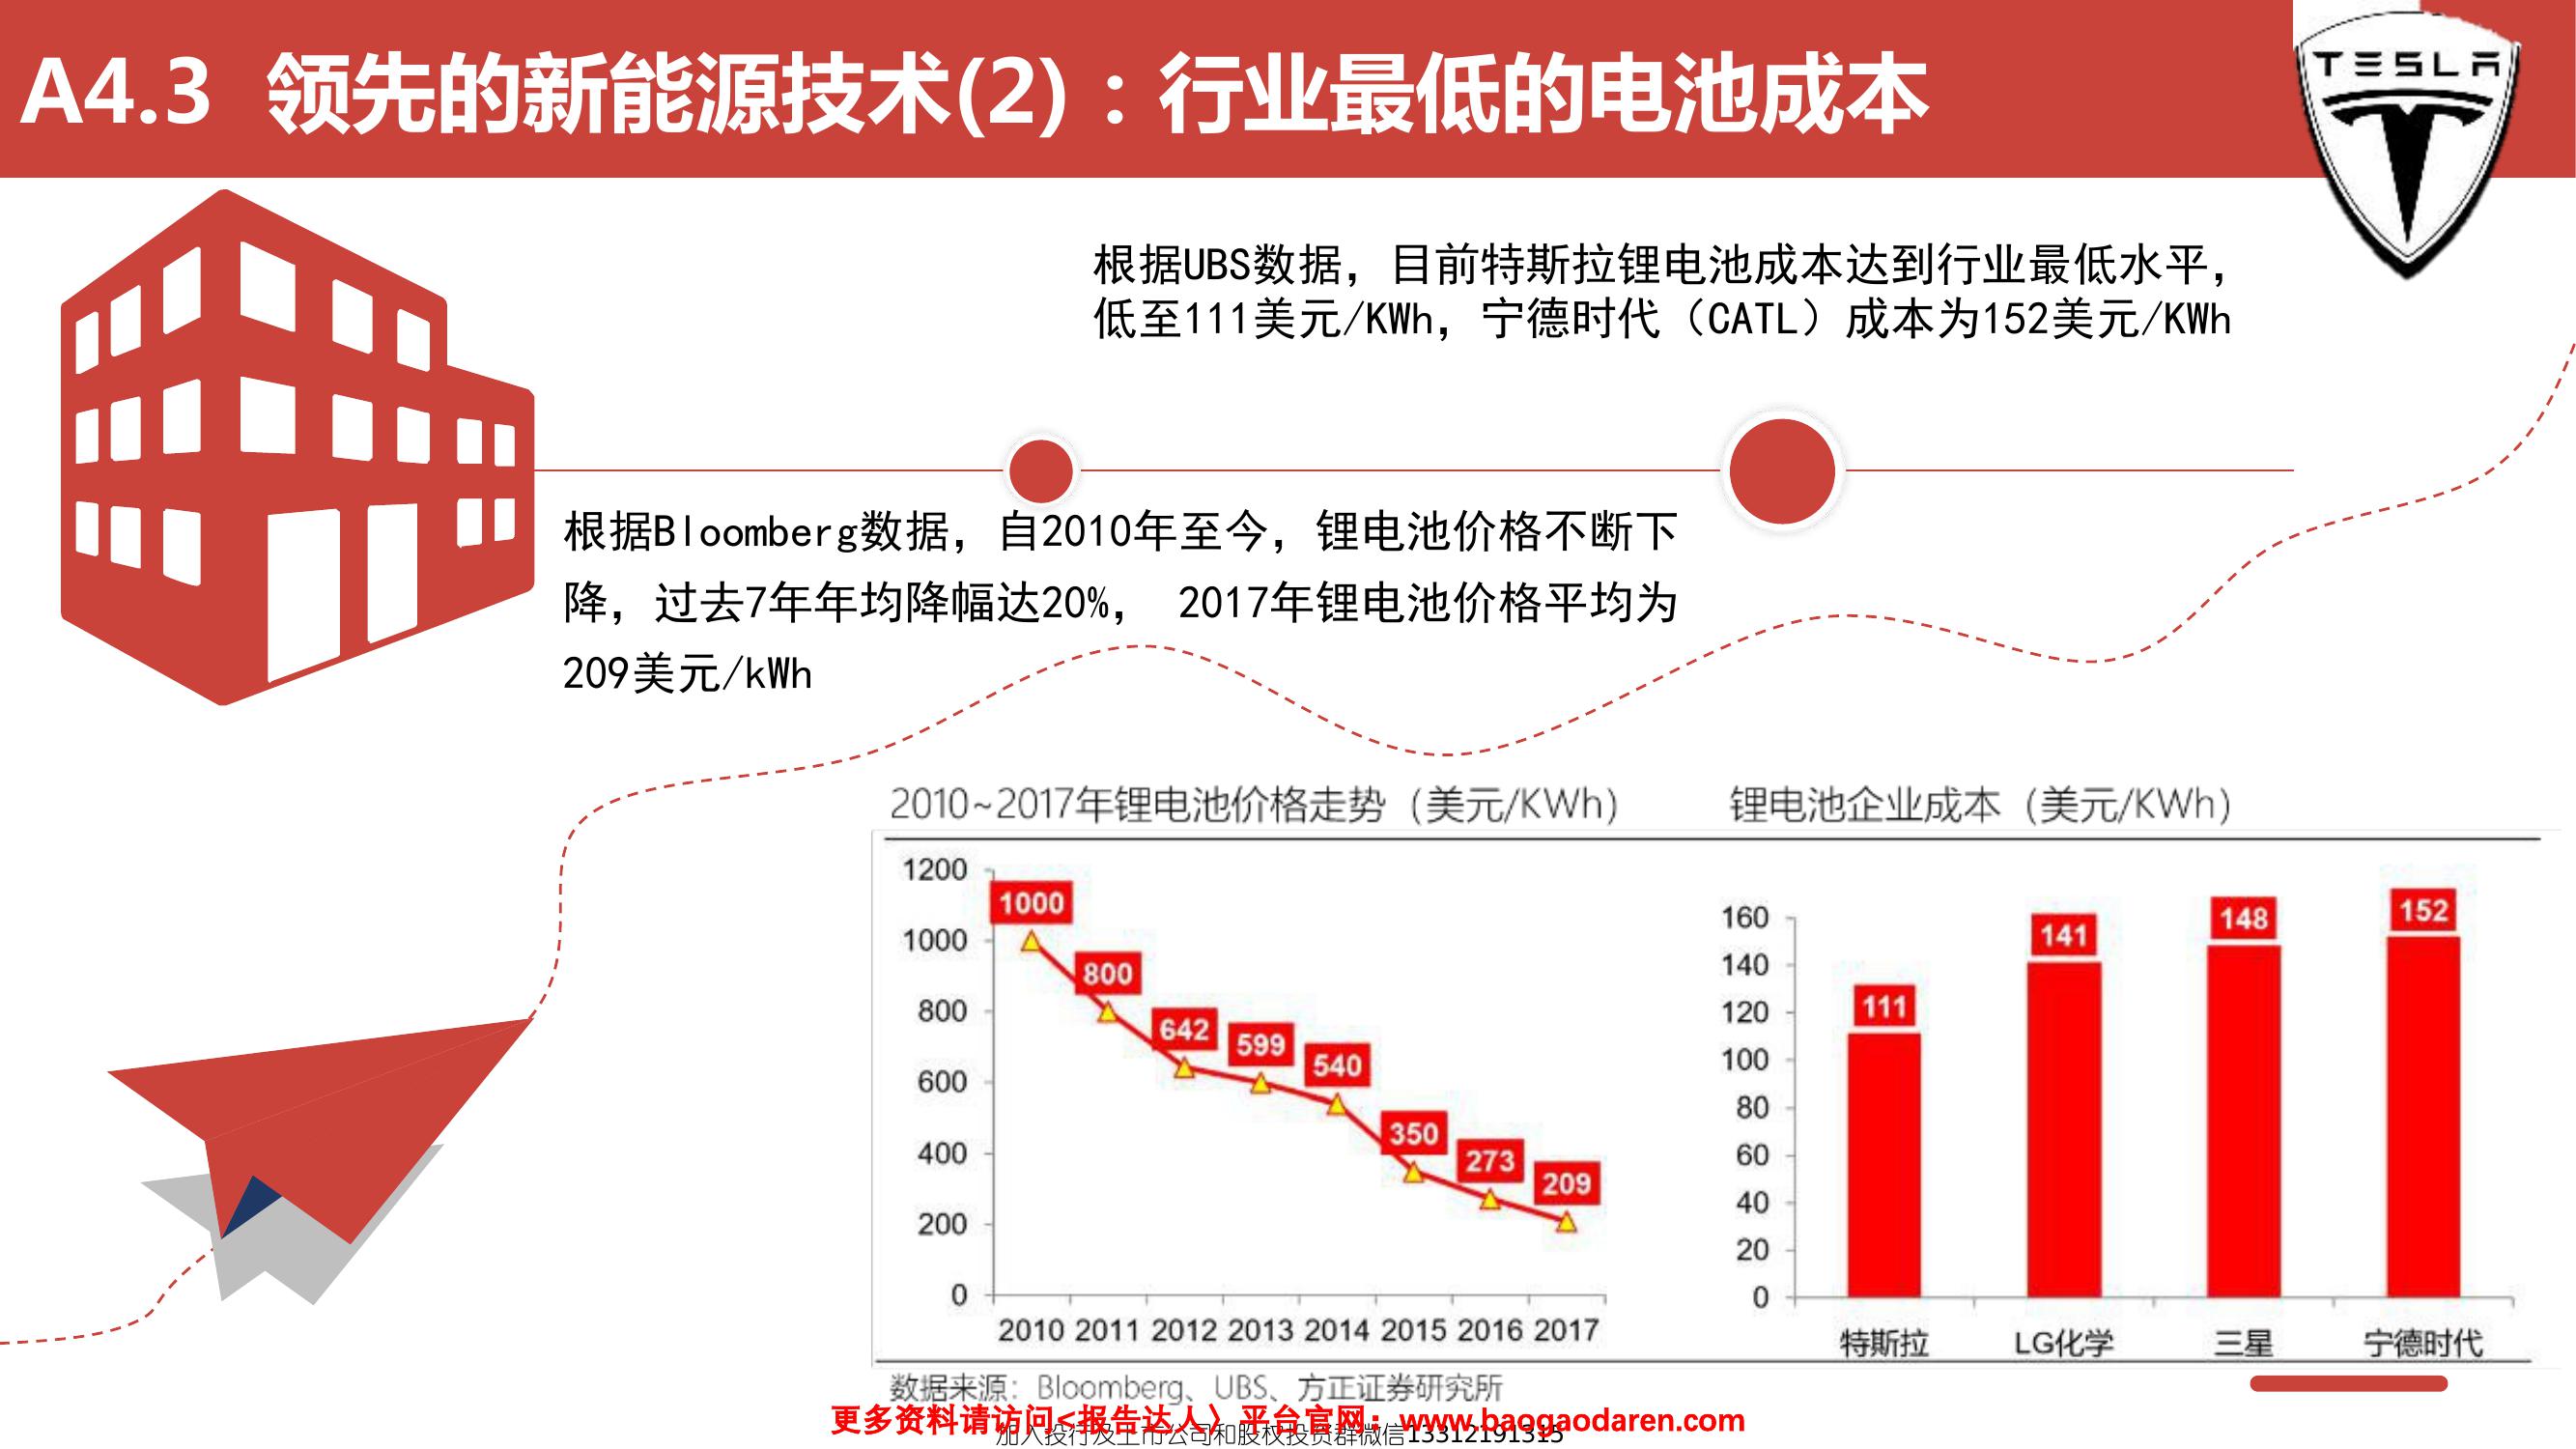 A4.3 领先的新能源技术(2)：行业最低的电池成本
TESLA
根据UBS数据，目前特斯拉锂电池成本达到行业最低水平，
低至111美元/KWh，宁德时代（CATL）成本为152美元/KWh
根据Bloomberg数据，自2010年至今，锂电池价格不断下
降，过去7年年均降幅达20%， 2017年锂电池价格平均为
209美元/kWh
2010~2017年锂电池价格走势（美元/KWh）
1200
1000
800
600
400
200
0
1000
800
642
599
540
350
273
209
2010 2011 2012 2013 2014 2015 2016 2017
锂电池企业成本（美元/KWh）
160
140
120
100
80
60
40
20
0
111
141
148
152
特斯拉 LG化学 三星 宁德时代
数据来源：Bloomberg、UBS、方正证券研究所
更多资料请访问<报告达人〉平台官网：www.baogaodaren.com
加入投行及上市公司和股权投资群微信13312191315